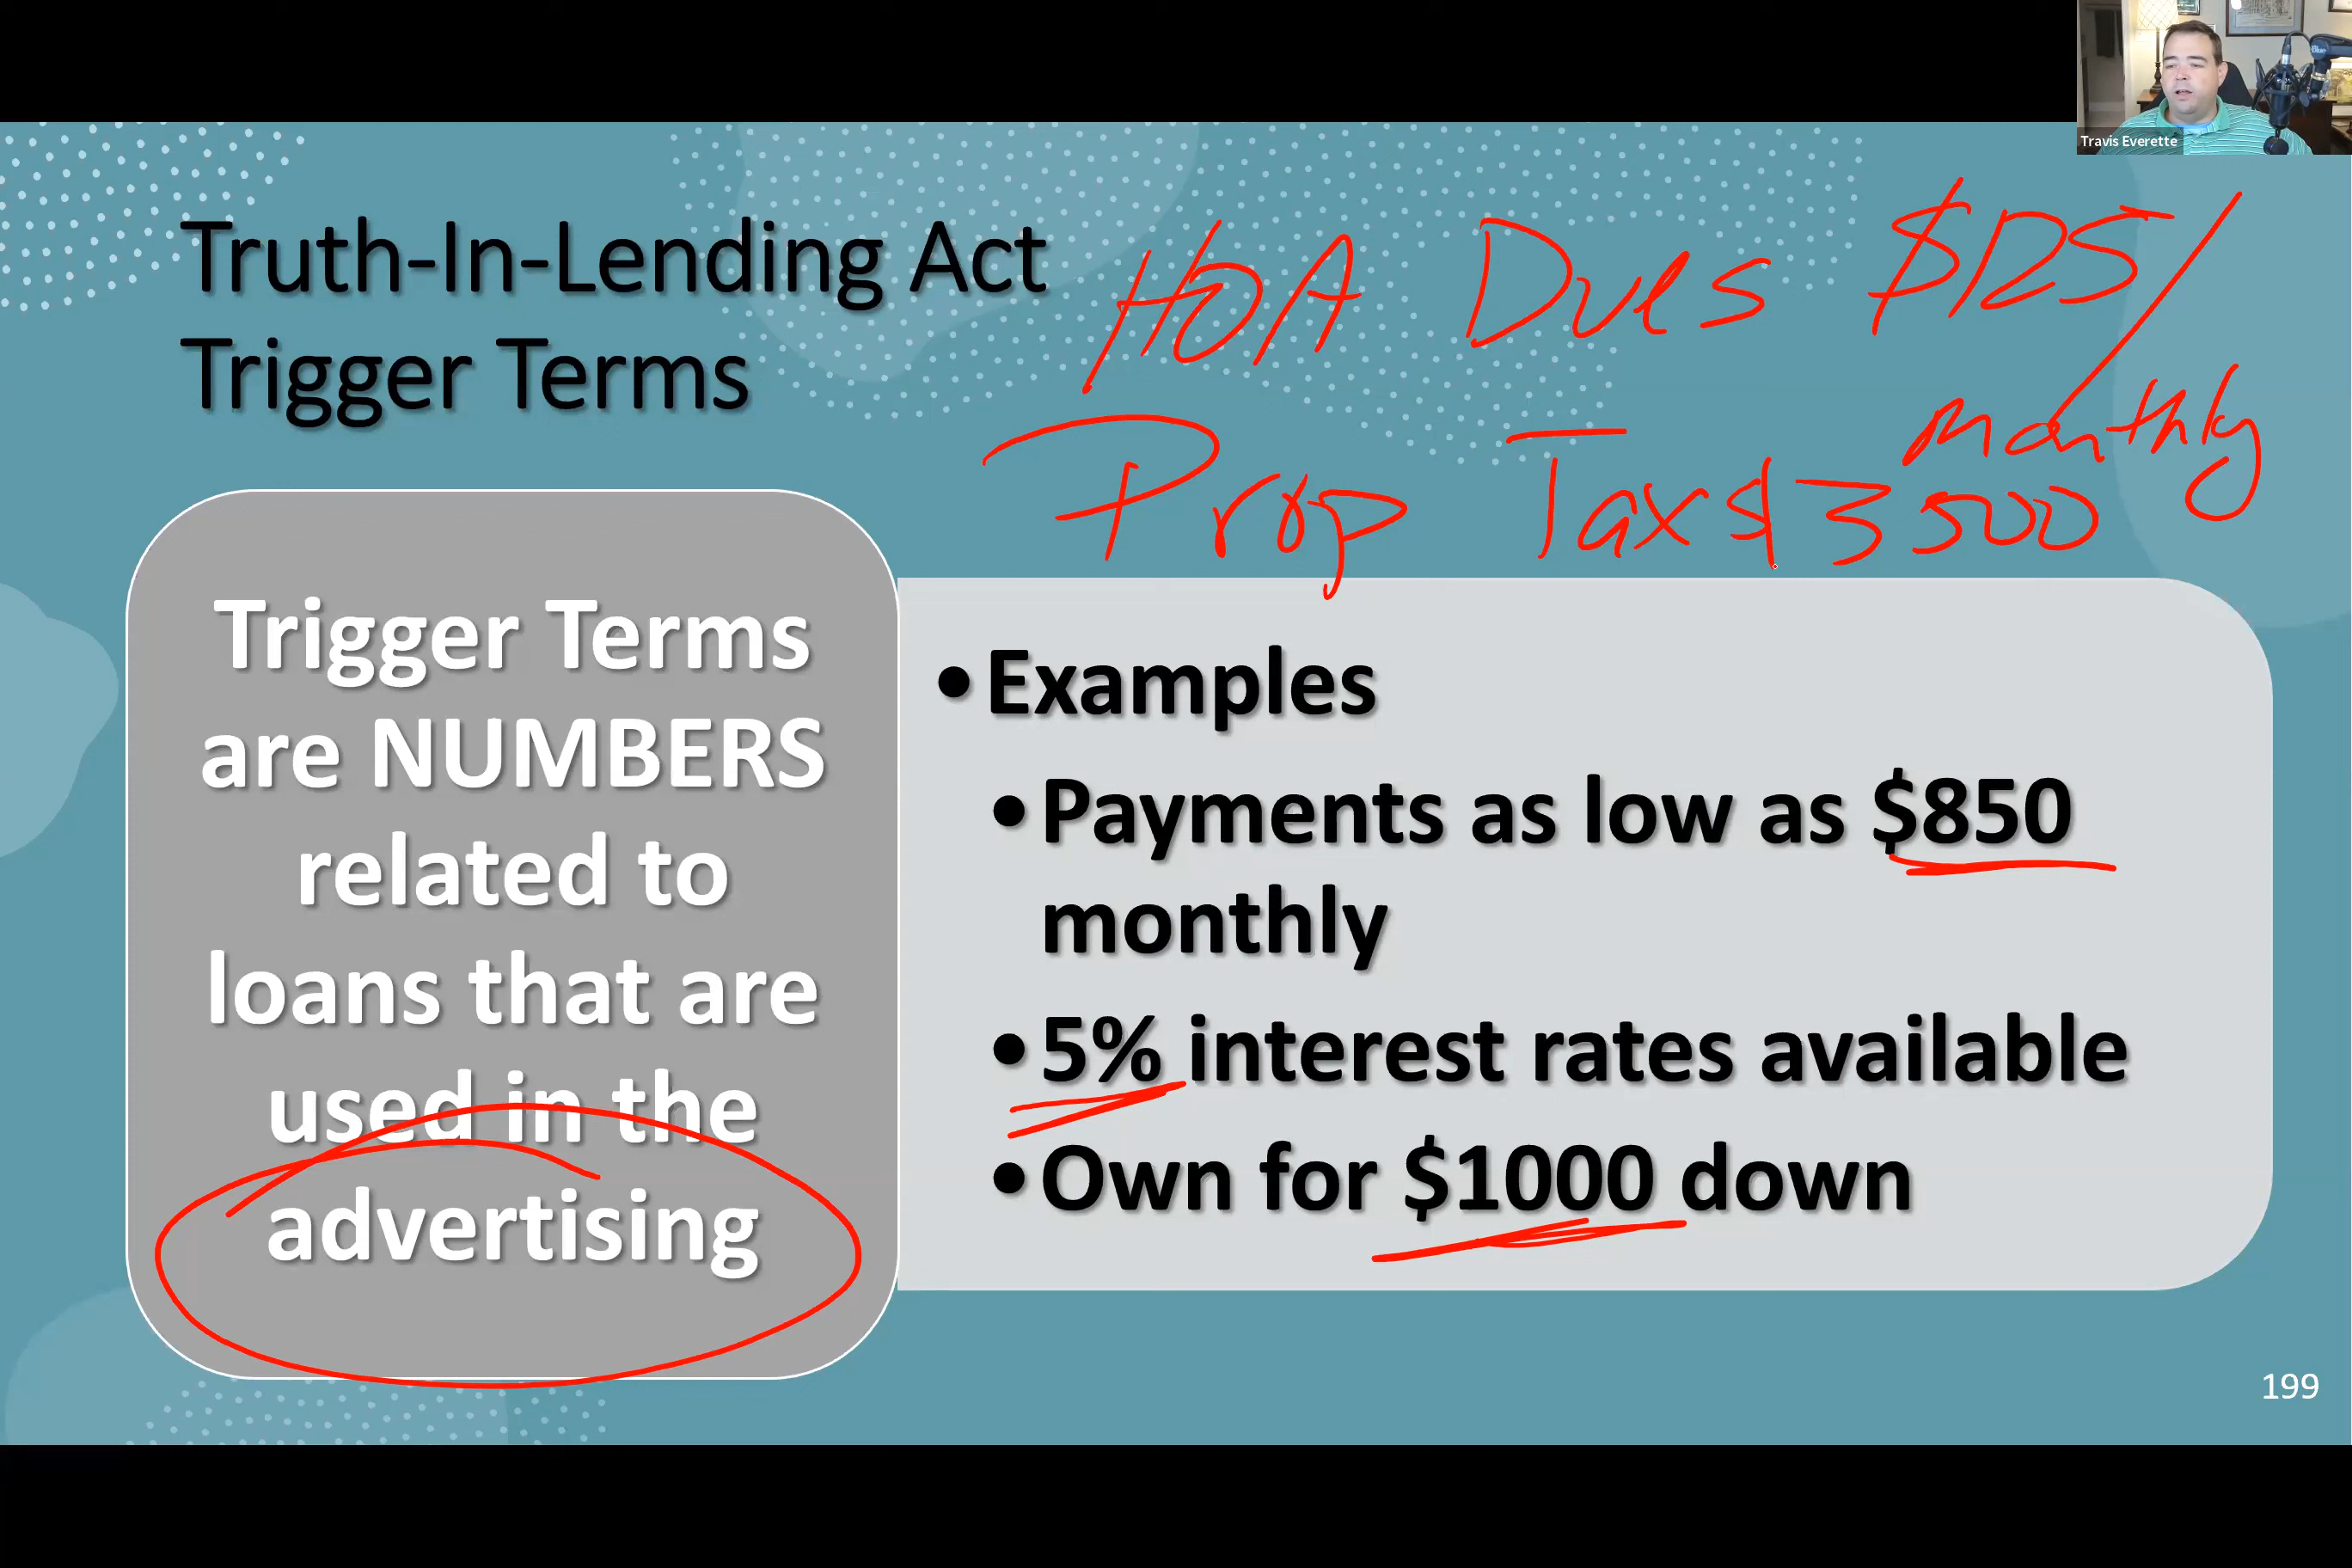 Travis Everette
Truth-In-Lending Act
Trigger Terms
HOA Dues $125/
monthly
Prop Tax $3500
Trigger Terms
are NUMBERS
related to
loans that are
used in the
advertising
•Examples
•Payments as low as $850
monthly
•5% interest rates available
•Own for $1000 down
199